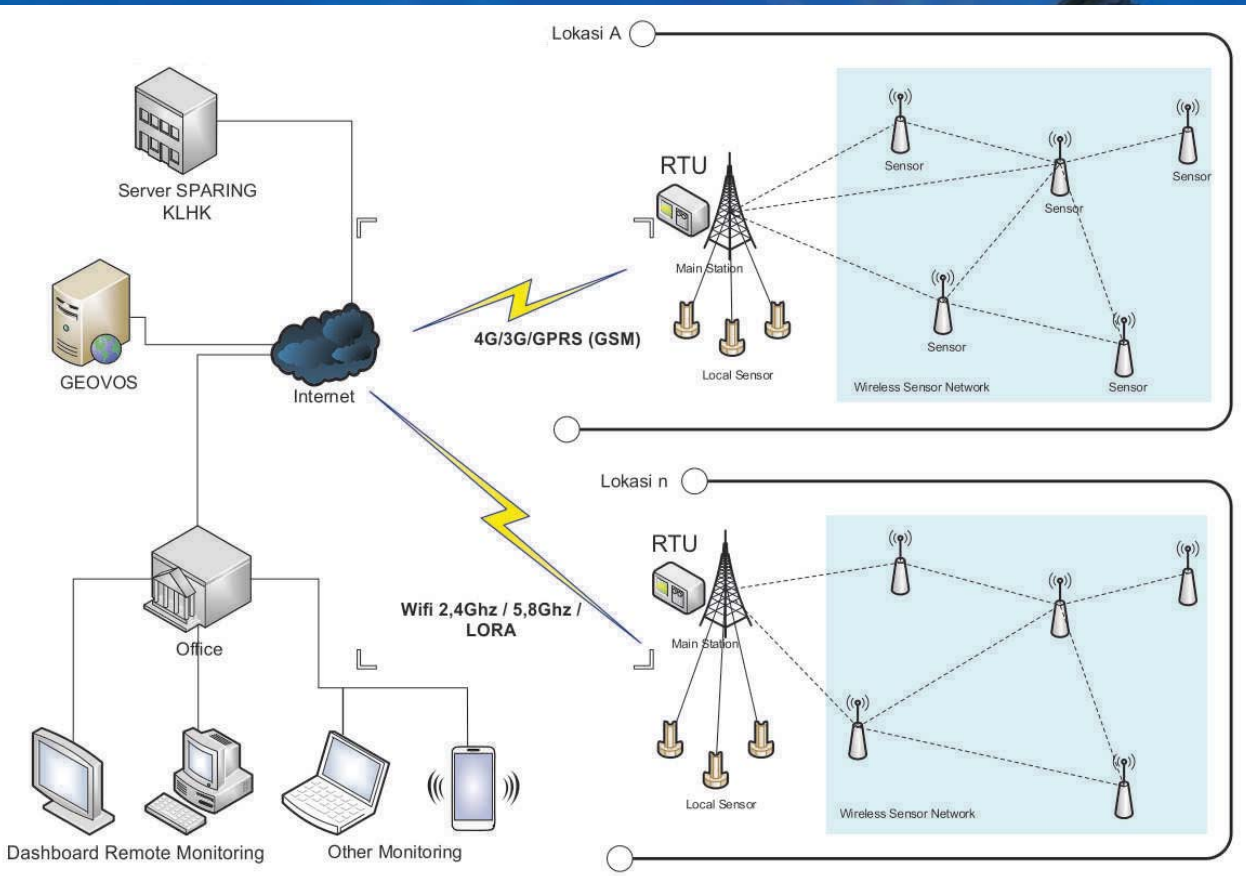 Lokasi A
Server SPARING
KLHK
RTU
Main Station
Local Sensor
Sensor
Sensor
Sensor
Sensor
Sensor
Wireless Sensor Network
GEOVOS
Internet
4G/3G/GPRS (GSM)
Lokasi n
RTU
Main Station
Local Sensor
Wireless Sensor Network
Wifi 2,4Ghz / 5,8Ghz /
LORA
Office
Dashboard Remote Monitoring
Other Monitoring